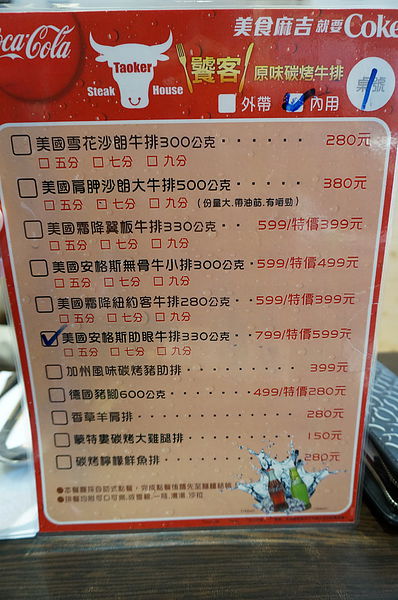 Coca-Cola
美食麻吉 就要Coke
Taoker
Steak House
饕客 原味碳烤牛排
外帶 內用
桌號
美國雪花沙朗牛排300公克······280元
五分 七分 九分
美國肩胛沙朗大牛排500公克······380元
五分 七分 九分 (份量大.帶油筋.有嚼勁)
美國霜降翼板牛排330公克··599/特價399元
五分 七分 九分
美國安格斯無骨牛小排300公克·599/特價499元
五分 七分 九分
美國霜降紐約客牛排280公克··599/特價399元
五分 七分 九分
美國安格斯肋眼牛排330公克··799/特價599元
五分 七分 九分
加州風味碳烤豬肋排·······399元
德國豬腳600公克·······499/特價280元
香草羊肩排·········280元
蒙特婁碳烤大雞腿排·······150元
碳烤檸檬鮮魚排········280元